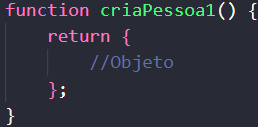 function criaPessoa1() {
    return {
        //Objeto
    };
}